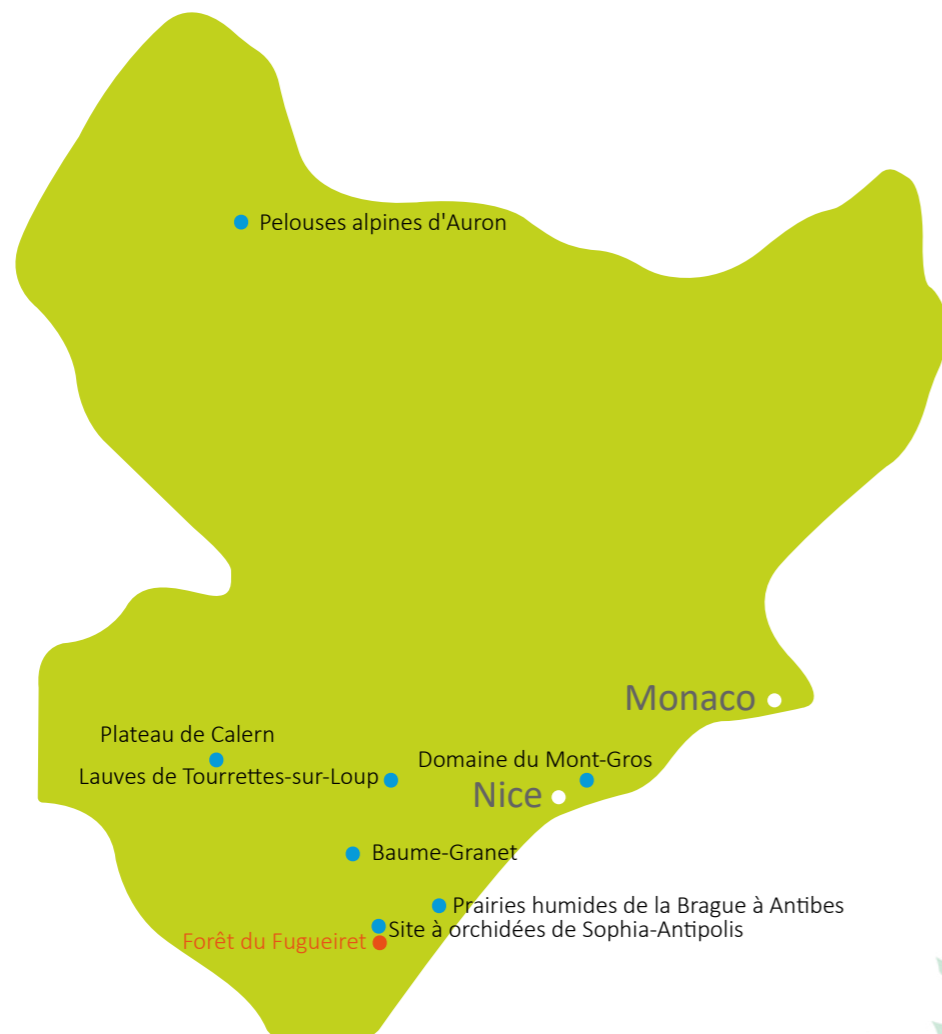 Pelouses alpines d'Auron
Monaco
Plateau de Calern
Domaine du Mont-Gros
Lauves de Tourrettes-sur-Loup
Nice
Baume-Granet
Prairies humides de la Brague à Antibes
Site à orchidées de Sophia-Antipolis
Forêt du Fugueiret